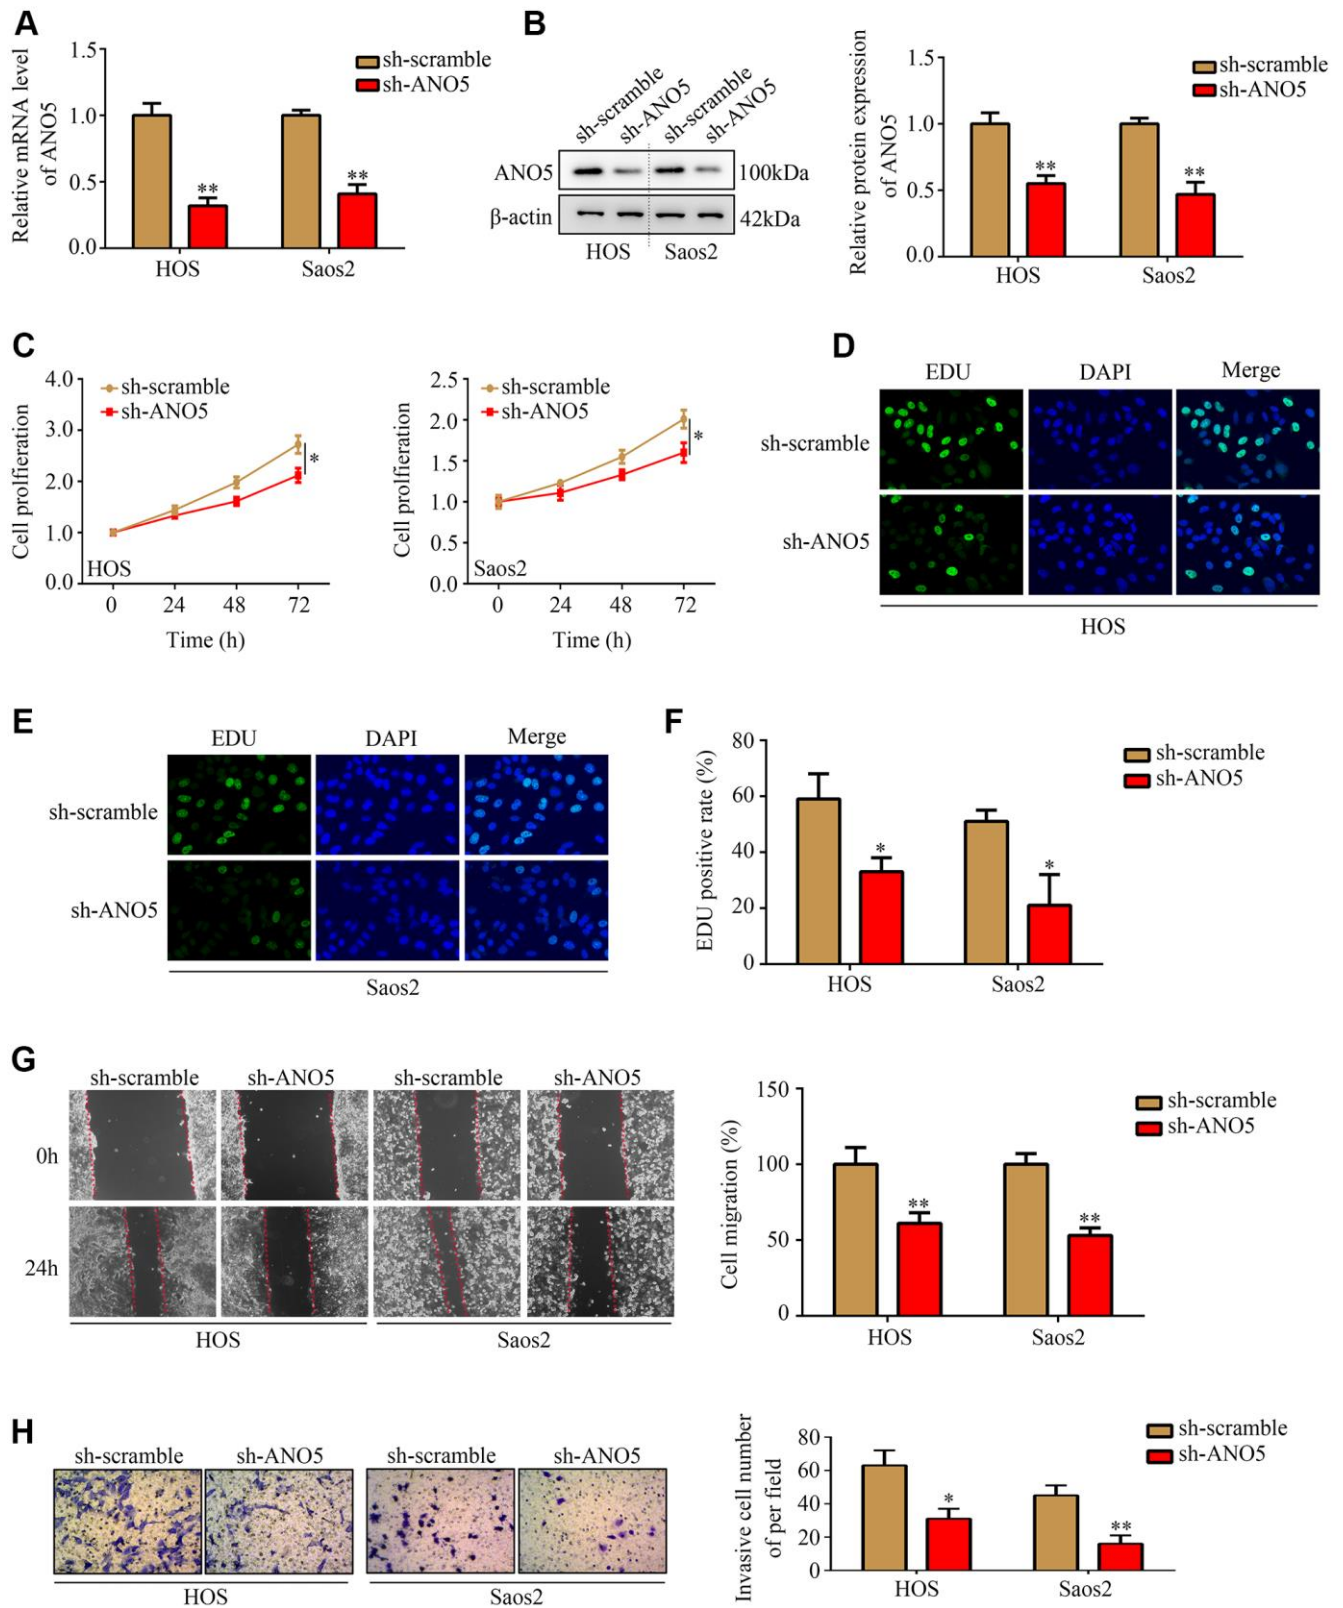 A
Relative mRNA level
of ANO5
1.5
1.0
0.5
0.0
HOS
Saos2
sh-scramble
sh-ANO5
**
**
B
sh-scramble
sh-ANO5
sh-scramble
sh-ANO5
ANO5
100kDa
β-actin
42kDa
HOS
Saos2
Relative protein expression
of ANO5
1.5
1.0
0.5
0.0
**
**
HOS
Saos2
sh-scramble
sh-ANO5
C
Cell prolfieration
4.0
3.0
2.0
1.0
0.0
sh-scramble
sh-ANO5
*
HOS
0 24 48 72
Time (h)
Cell prolfieration
2.5
2.0
1.5
1.0
0.5
0.0
sh-scramble
sh-ANO5
*
Saos2
0 24 48 72
Time (h)
D
EDU DAPI Merge
sh-scramble
sh-ANO5
HOS
E
EDU DAPI Merge
sh-scramble
sh-ANO5
Saos2
F
EDU positive rate (%)
80
60
40
20
0
*
*
HOS
Saos2
sh-scramble
sh-ANO5
G
sh-scramble sh-ANO5 sh-scramble sh-ANO5
0h
24h
HOS
Saos2
Cell migration (%)
150
100
50
0
**
**
HOS
Saos2
sh-scramble
sh-ANO5
H
sh-scramble sh-ANO5 sh-scramble sh-ANO5
HOS
Saos2
Invasive cell number
of per field
80
60
40
20
0
*
**
HOS
Saos2
sh-scramble
sh-ANO5